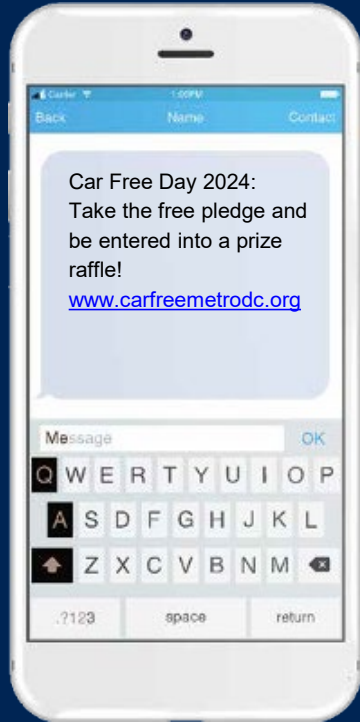 Carrier 1:00PM
Back Name Contact
Car Free Day 2024:
Take the free pledge and
be entered into a prize
raffle!
www.carfreemetrodc.org
Message OK
Q W E R T Y U I O P
A S D F G H J K L
Z X C V B N M
.?123 space return